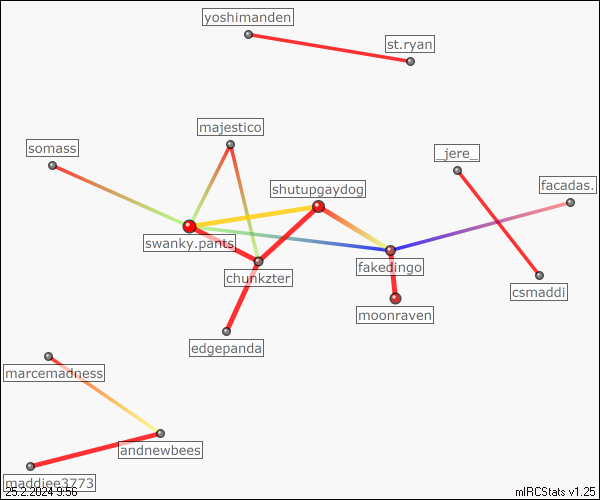 yoshimanden
st.ryan
majestico
somass
_jere_
shutupgaydog
facadas.
swanky.pants
fakedingo
chunkzter
csmaddi
moonraven
edgepanda
marcemadness
andnewbees
maddiee3773
25.2.2024 9:56
mIRCStats v1.25